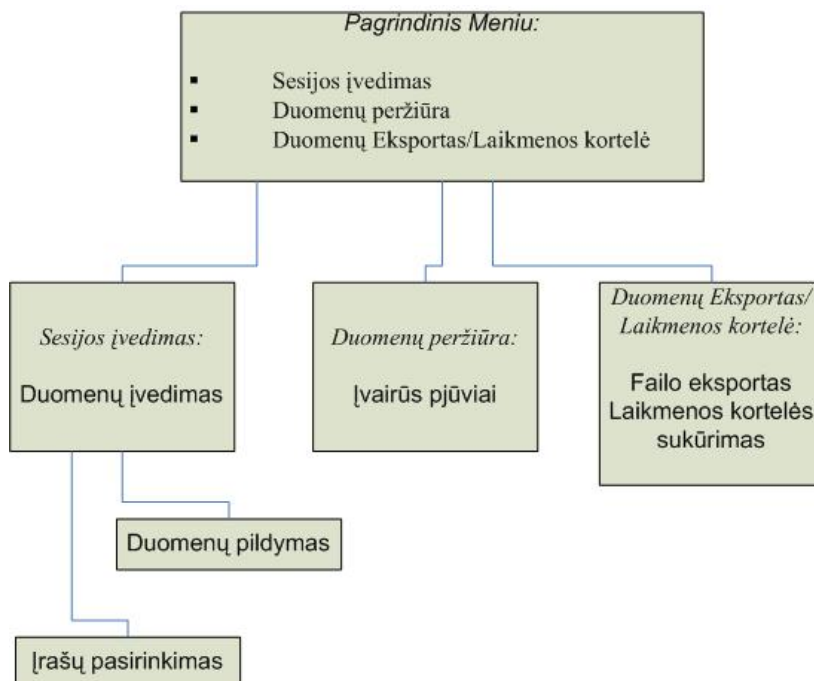 Pagrindinis Meniu:
▪ Sesijos įvedimas
▪ Duomenų peržiūra
▪ Duomenų Eksportas/Laikmenos kortelė
Sesijos įvedimas:
Duomenų įvedimas
Duomenų peržiūra:
Įvairūs pjūviai
Duomenų Eksportas/
Laikmenos kortelė:
Failo eksportas
Laikmenos kortelės
sukūrimas
Duomenų pildymas
Įrašų pasirinkimas